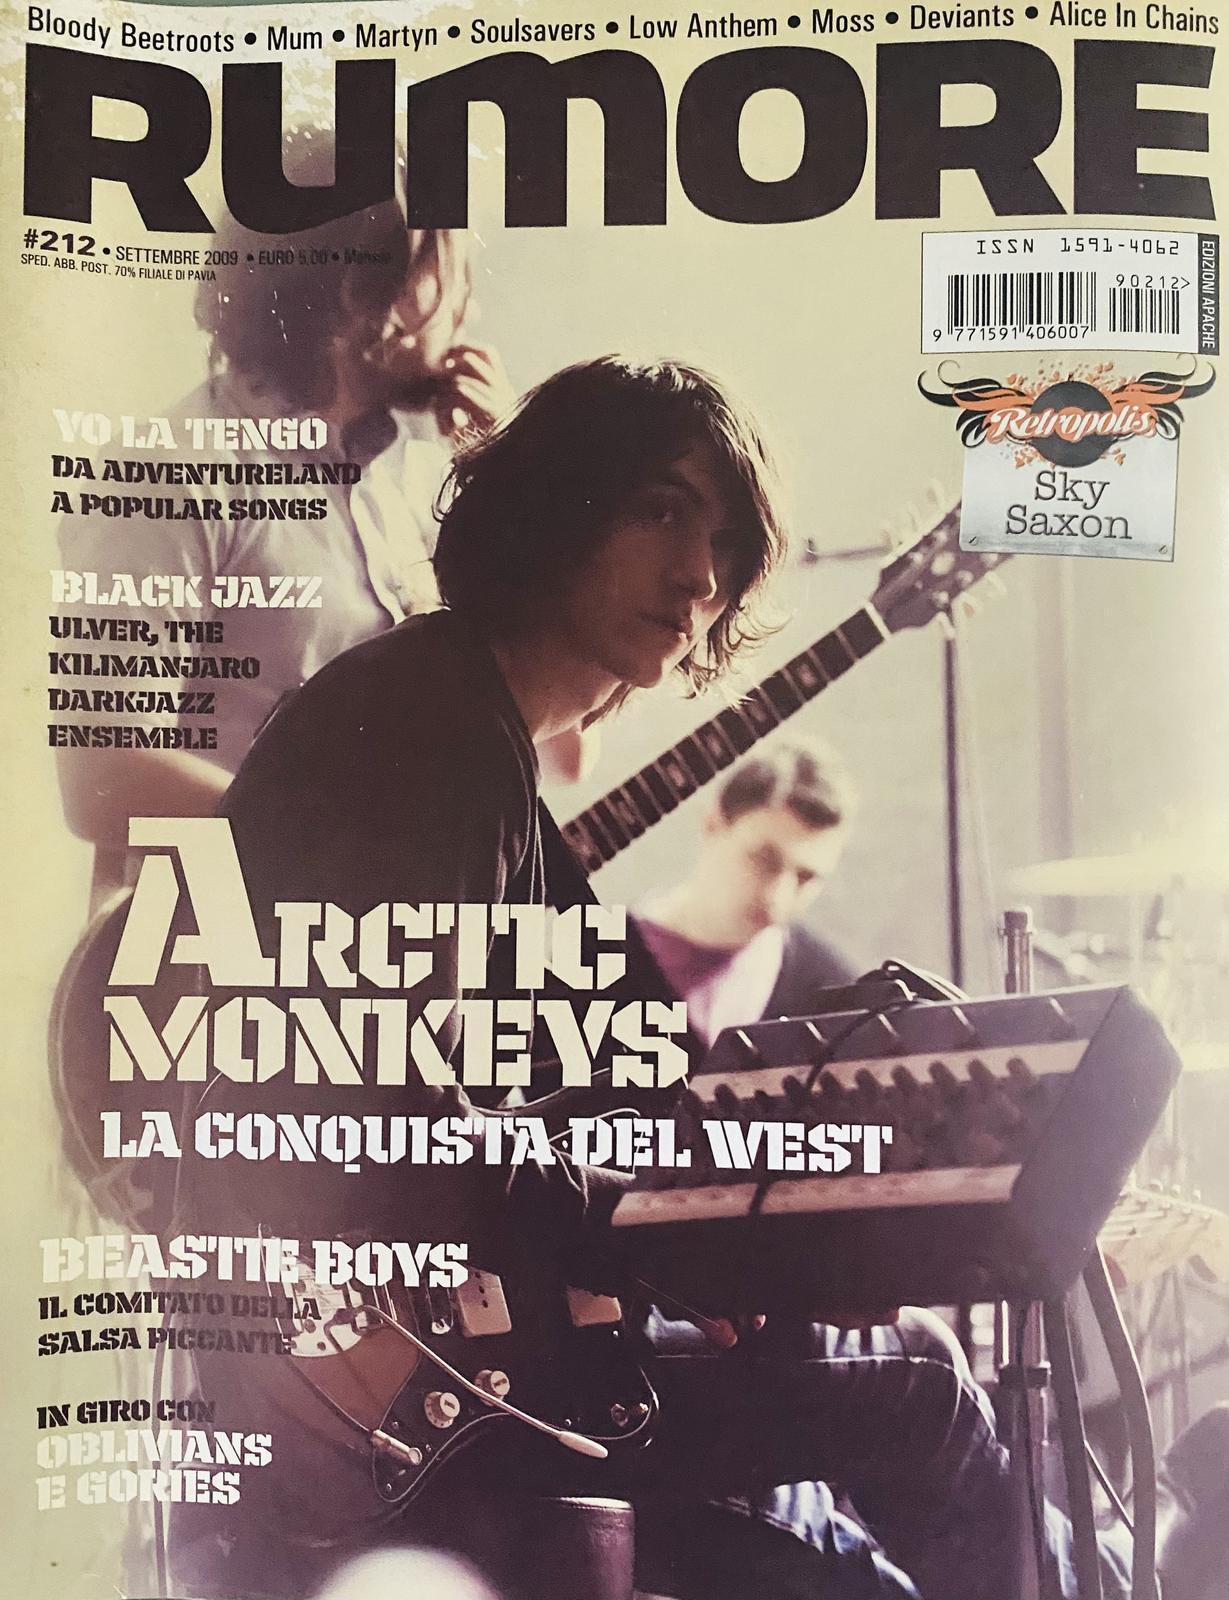 Bloody Beetroots • Mum • Martyn • Soulsavers • Low Anthem • Moss • Deviants • Alice In Chains
RUMORE
#212 • SETTEMBRE 2009 • EURO 5,00 • Mensile
SPED. ABB. POST. 70% FILIALE DI PAVIA
ISSN 1591-4062
90212>
9 771591 406007
EDIZIONI APACHE
Retropolis
Sky
Saxon
YO LA TENGO
DA ADVENTURELAND
A POPULAR SONGS
BLACK JAZZ
ULVER, THE
KILIMANJARO
DARKJAZZ
ENSEMBLE
ARCTIC
MONKEYS
LA CONQUISTA DEL WEST
BEASTIE BOYS
IL COMITATO DELLA
SALSA PICCANTE
IN GIRO CON
OBLIVIANS
E GORIES